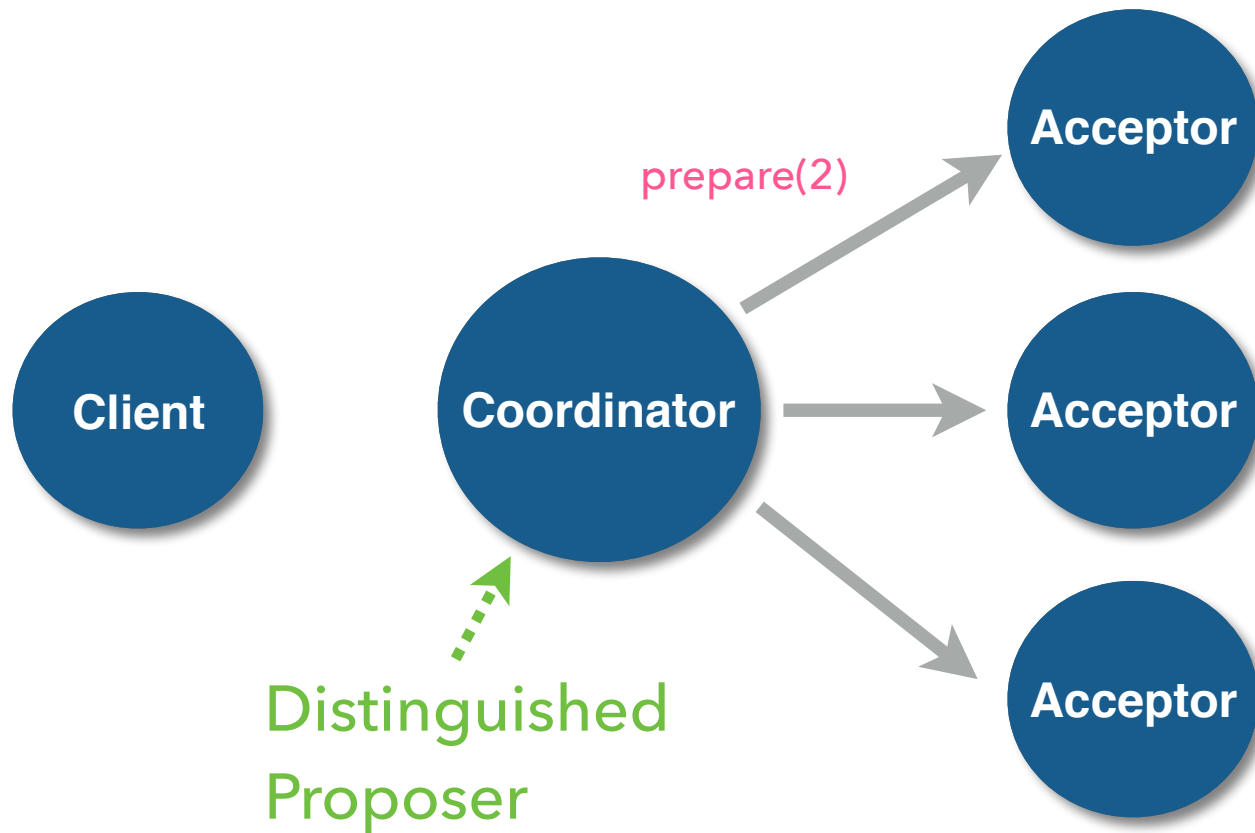 Acceptor
prepare(2)
Client
Coordinator
Acceptor
Distinguished
Proposer
Acceptor